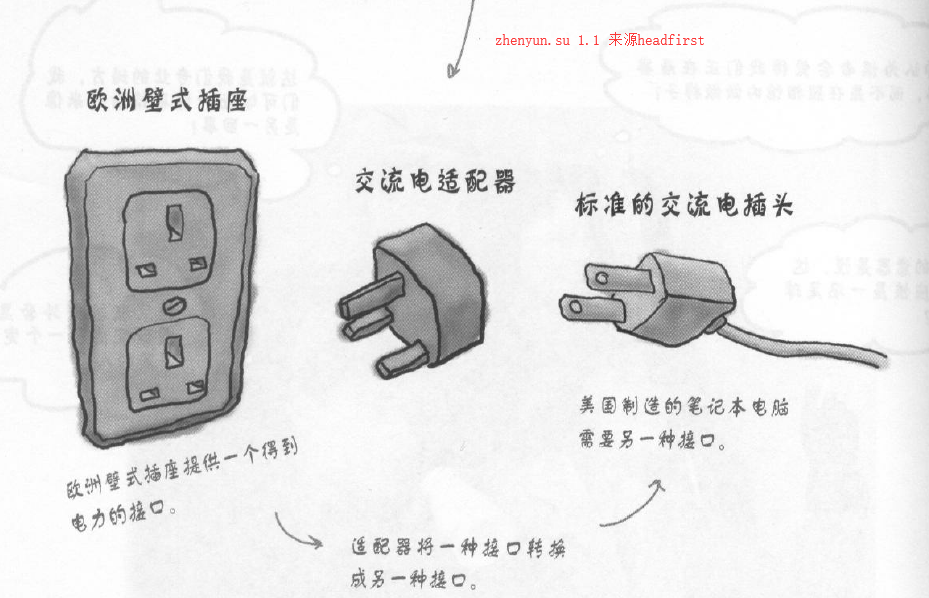 zhenyun.su 1.1 来源headfirst
欧洲壁式插座
交流电适配器
标准的交流电插头
美国制造的笔记本电脑
需要另一种接口。
欧洲壁式插座提供一个得到
电力的接口。
适配器将一种接口转换
成另一种接口。